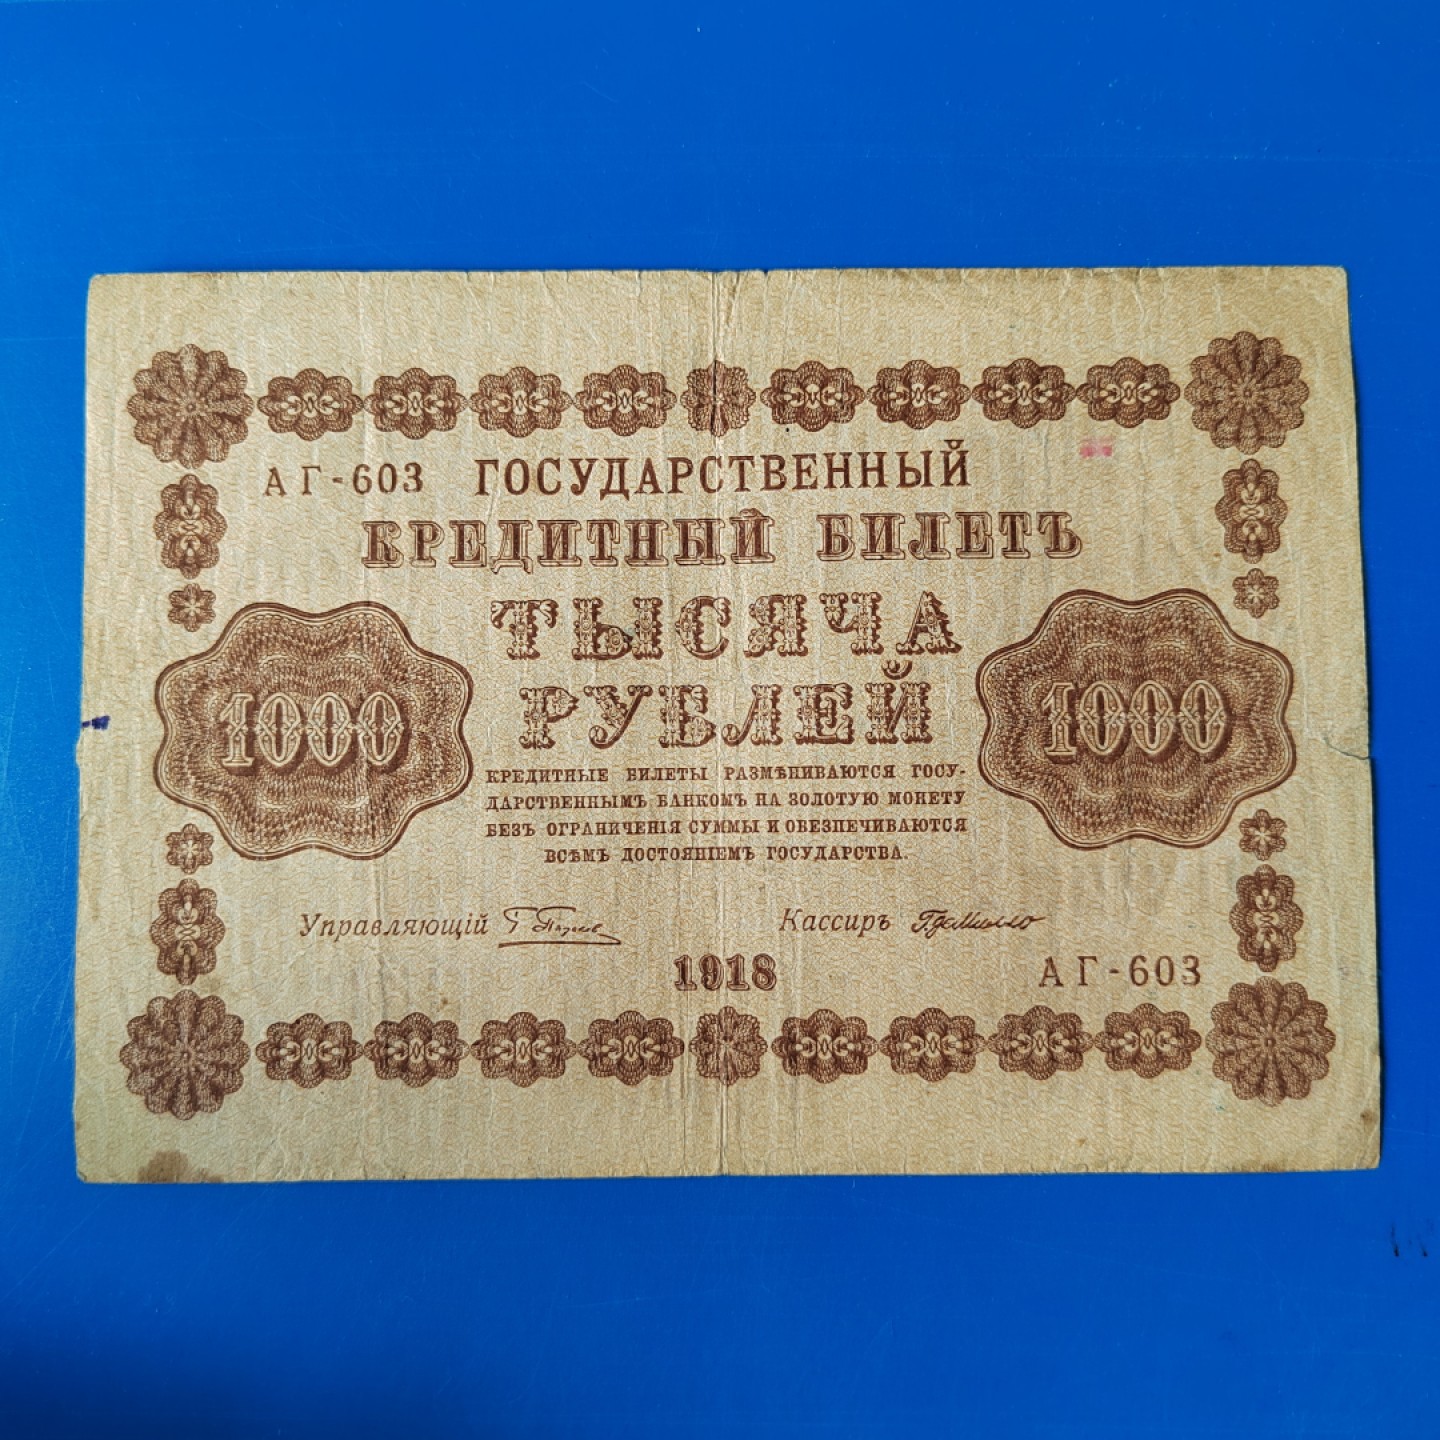 АГ-603 ГОСУДАРСТВЕННЫЙ
КРЕДИТНЫЙ БИЛЕТЪ
ТЫСЯЧА
РУБЛЕЙ
1000
1000
КРЕДИТНЫЕ БИЛЕТЫ РАЗМѢНИВАЮТСЯ ГОСУ-
ДАРСТВЕННЫМЪ БАНКОМЪ НА ЗОЛОТУЮ МОНЕТУ
БЕЗЪ ОГРАНИЧЕНІЯ СУММЫ И ОБЕЗПЕЧИВАЮТСЯ
ВСѢМЪ ДОСТОЯНІЕМЪ ГОСУДАРСТВА.
Управляющій
Кассиръ
1918
АГ-603